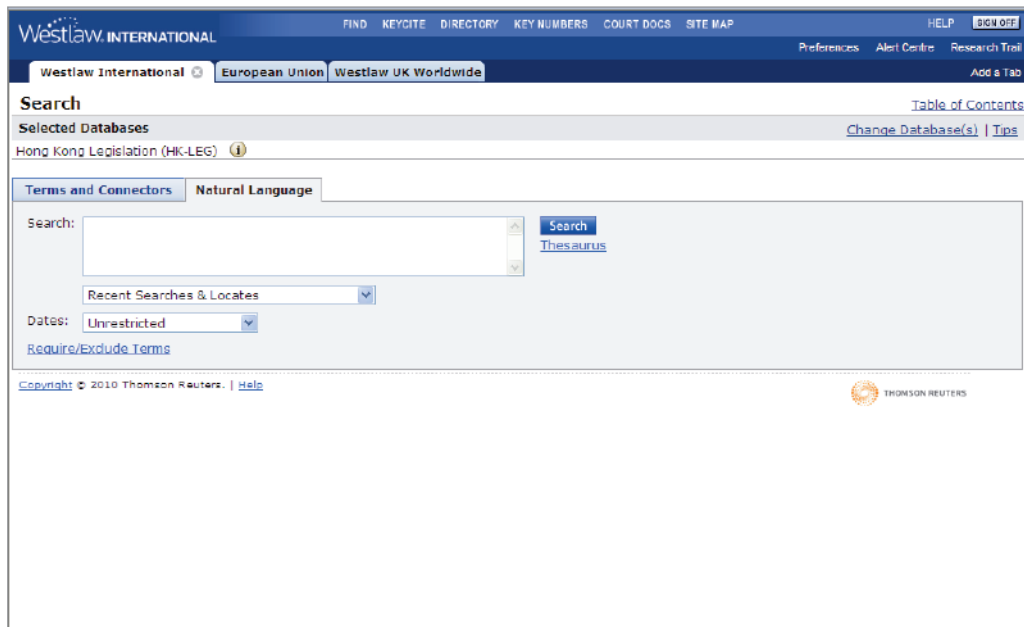 Westlaw. INTERNATIONAL
FIND KEYCITE DIRECTORY KEY NUMBERS COURT DOCS SITE MAP
HELP SIGN OFF
Preferences Alert Centre Research Trail
Westlaw International European Union Westlaw UK Worldwide
Add a Tab
Search
Table of Contents
Selected Databases
Change Database(s) | Tips
Hong Kong Legislation (HK-LEG) i
Terms and Connectors Natural Language
Search:
Search
Thesaurus
Recent Searches & Locates
Dates: Unrestricted
Require/Exclude Terms
Copyright © 2010 Thomson Reuters. | Help
THOMSON REUTERS